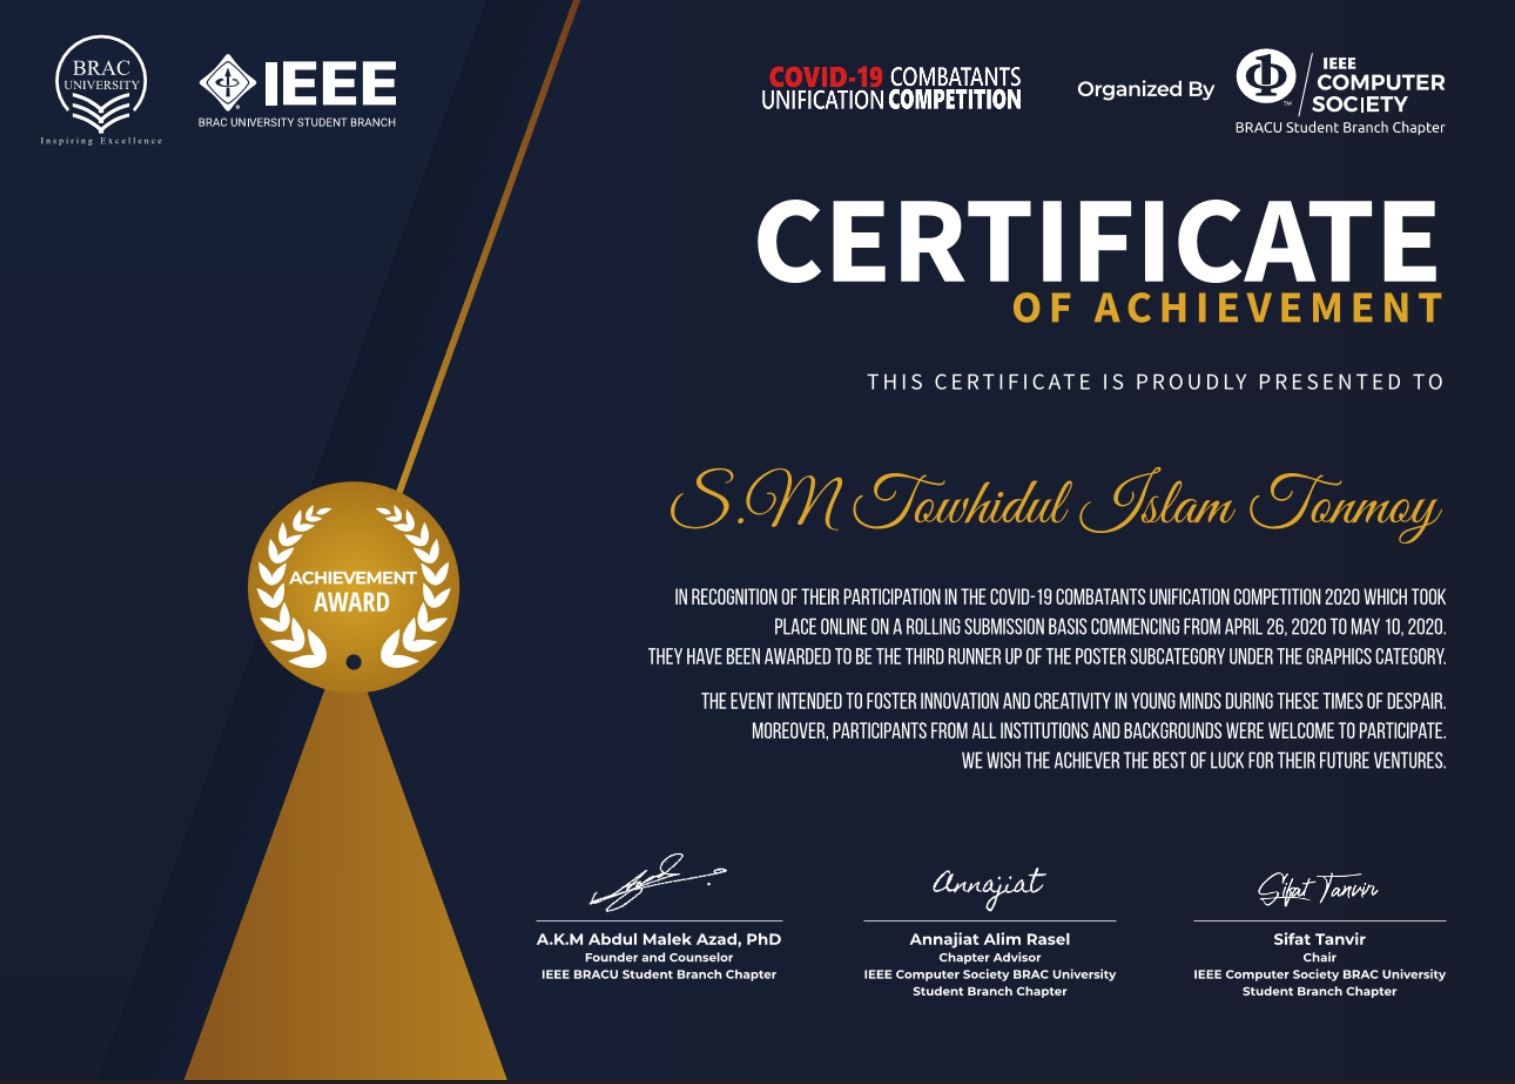 BRAC
UNIVERSITY
Inspiring Excellence
IEEE
BRAC UNIVERSITY STUDENT BRANCH
COVID-19 COMBATANTS
UNIFICATION COMPETITION
Organized By
IEEE
COMPUTER
SOCIETY
TM
BRACU Student Branch Chapter
CERTIFICATE
OF ACHIEVEMENT
THIS CERTIFICATE IS PROUDLY PRESENTED TO
S.M Towhidul Islam Tonmoy
ACHIEVEMENT
AWARD
IN RECOGNITION OF THEIR PARTICIPATION IN THE COVID-19 COMBATANTS UNIFICATION COMPETITION 2020 WHICH TOOK
PLACE ONLINE ON A ROLLING SUBMISSION BASIS COMMENCING FROM APRIL 26, 2020 TO MAY 10, 2020.
THEY HAVE BEEN AWARDED TO BE THE THIRD RUNNER UP OF THE POSTER SUBCATEGORY UNDER THE GRAPHICS CATEGORY.
THE EVENT INTENDED TO FOSTER INNOVATION AND CREATIVITY IN YOUNG MINDS DURING THESE TIMES OF DESPAIR.
MOREOVER, PARTICIPANTS FROM ALL INSTITUTIONS AND BACKGROUNDS WERE WELCOME TO PARTICIPATE.
WE WISH THE ACHIEVER THE BEST OF LUCK FOR THEIR FUTURE VENTURES.
A.K.M Abdul Malek Azad, PhD
Founder and Counselor
IEEE BRACU Student Branch Chapter
Annajiat
Annajiat Alim Rasel
Chapter Advisor
IEEE Computer Society BRAC University
Student Branch Chapter
Sifat Tanvir
Sifat Tanvir
Chair
IEEE Computer Society BRAC University
Student Branch Chapter